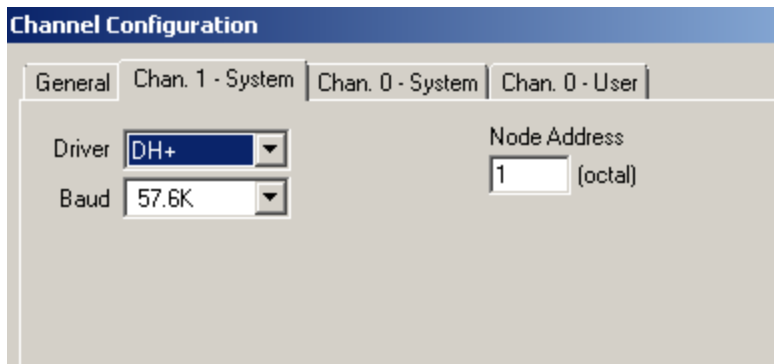 Channel Configuration
General Chan. 1 - System Chan. 0 - System Chan. 0 - User
Driver DH+
Node Address
1 (octal)
Baud 57.6K